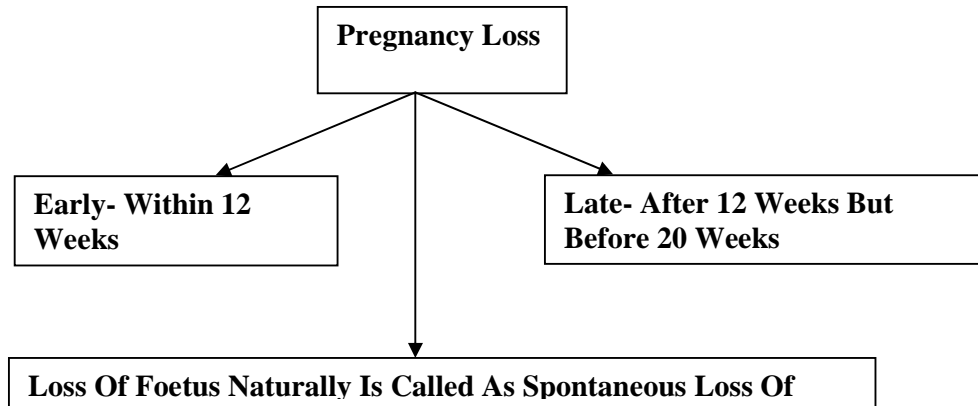 Pregnancy Loss
Early- Within 12
Weeks
Late- After 12 Weeks But
Before 20 Weeks
Loss Of Foetus Naturally Is Called As Spontaneous Loss Of